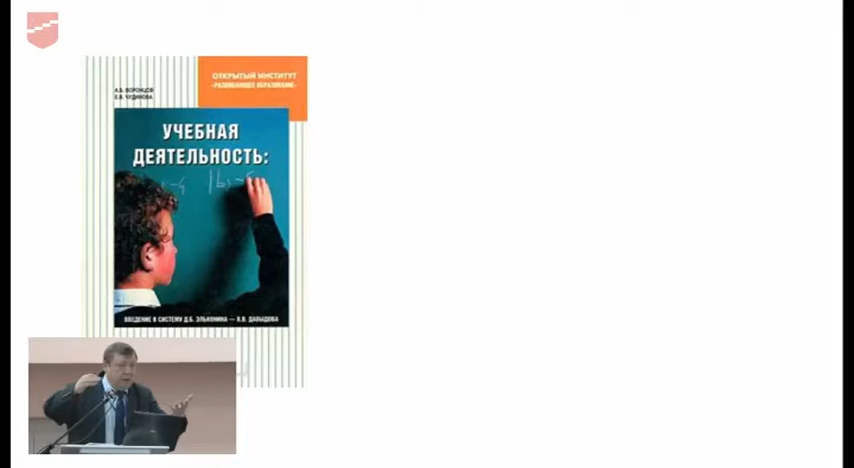 ОТКРЫТЫЙ ИНСТИТУТ
«РАЗВИВАЮЩЕЕ ОБРАЗОВАНИЕ»
А.Б. ВОРОНЦОВ
Е.В. ЧУДИНОВА
УЧЕБНАЯ
ДЕЯТЕЛЬНОСТЬ:
ВВЕДЕНИЕ В СИСТЕМУ Д.Б. ЭЛЬКОНИНА — В.В. ДАВЫДОВА